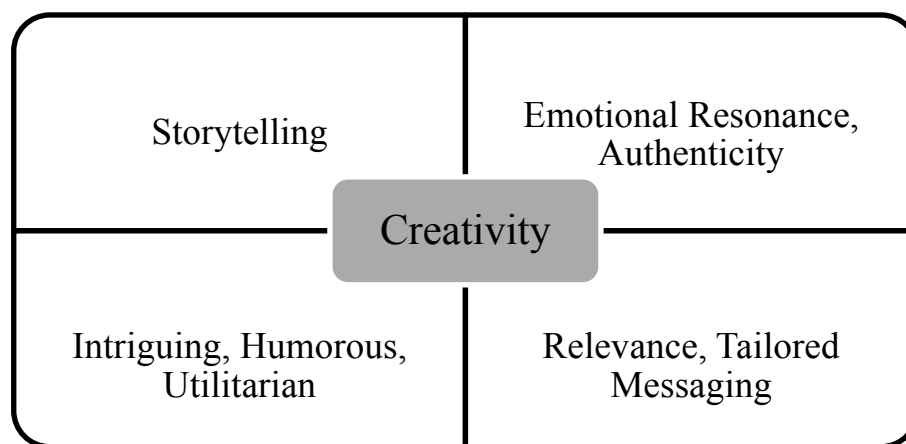 Storytelling
Emotional Resonance,
Authenticity
Creativity
Intriguing, Humorous,
Utilitarian
Relevance, Tailored
Messaging